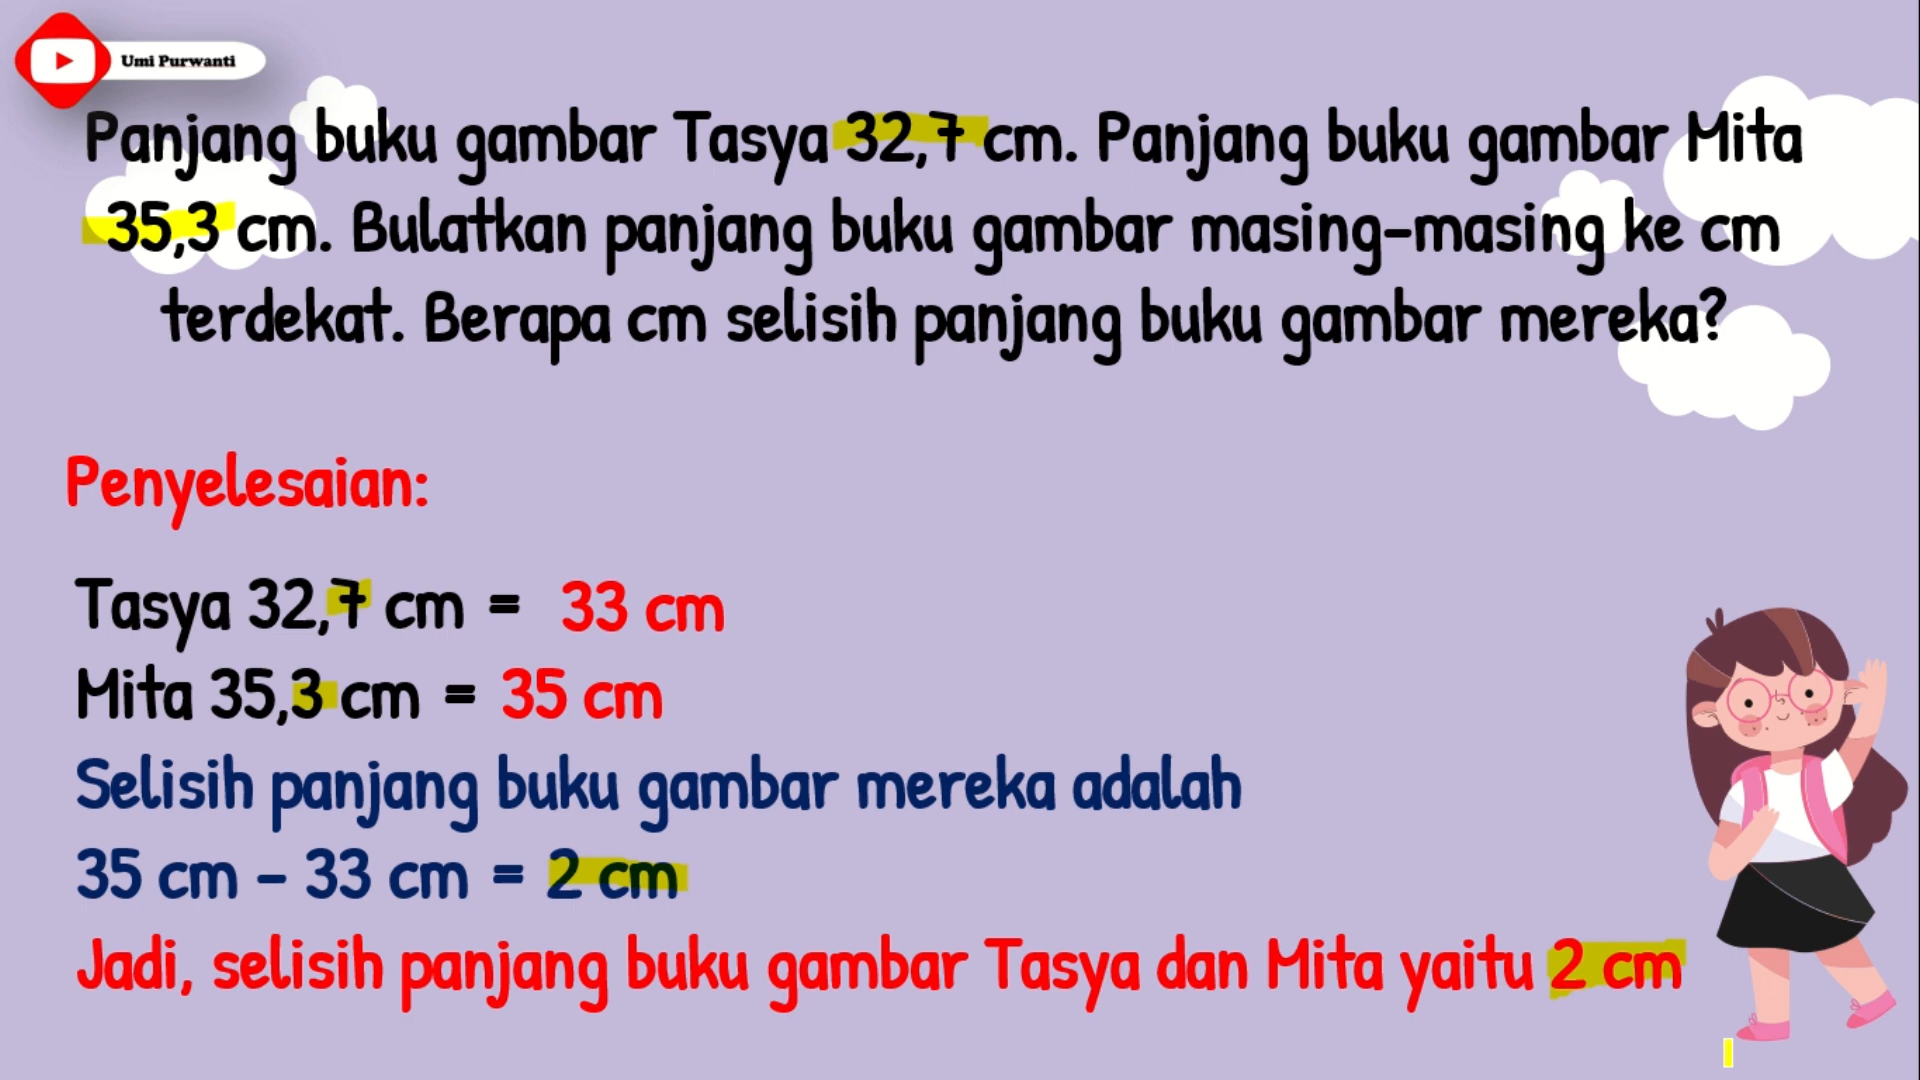 Umi Purwanti
Panjang buku gambar Tasya 32,7 cm. Panjang buku gambar Mita
35,3 cm. Bulatkan panjang buku gambar masing-masing ke cm
terdekat. Berapa cm selisih panjang buku gambar mereka?
Penyelesaian:
Tasya 32,7 cm = 33 cm
Mita 35,3 cm = 35 cm
Selisih panjang buku gambar mereka adalah
35 cm – 33 cm = 2 cm
Jadi, selisih panjang buku gambar Tasya dan Mita yaitu 2 cm